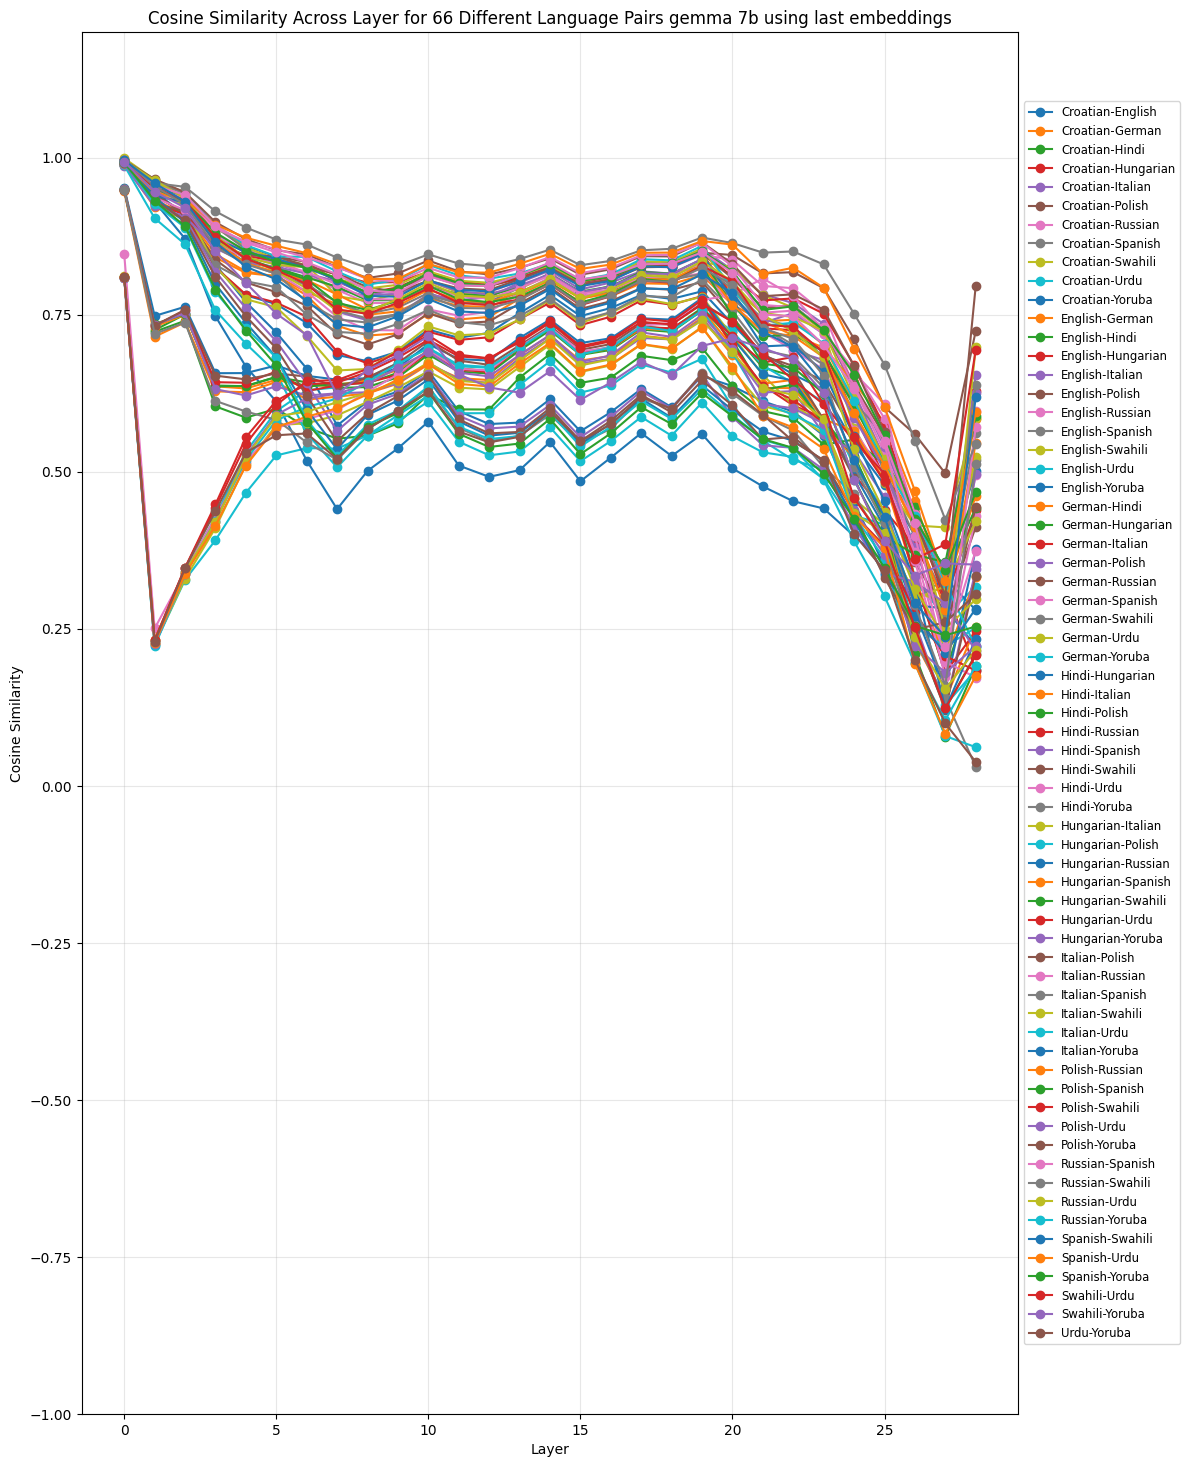 Cosine Similarity Across Layer for 66 Different Language Pairs gemma 7b using last embeddings
1.00
0.75
0.50
0.25
0.00
−0.25
−0.50
−0.75
−1.00
Cosine Similarity
0
5
10
15
20
25
Layer
Croatian-English
Croatian-German
Croatian-Hindi
Croatian-Hungarian
Croatian-Italian
Croatian-Polish
Croatian-Russian
Croatian-Spanish
Croatian-Swahili
Croatian-Urdu
Croatian-Yoruba
English-German
English-Hindi
English-Hungarian
English-Italian
English-Polish
English-Russian
English-Spanish
English-Swahili
English-Urdu
English-Yoruba
German-Hindi
German-Hungarian
German-Italian
German-Polish
German-Russian
German-Spanish
German-Swahili
German-Urdu
German-Yoruba
Hindi-Hungarian
Hindi-Italian
Hindi-Polish
Hindi-Russian
Hindi-Spanish
Hindi-Swahili
Hindi-Urdu
Hindi-Yoruba
Hungarian-Italian
Hungarian-Polish
Hungarian-Russian
Hungarian-Spanish
Hungarian-Swahili
Hungarian-Urdu
Hungarian-Yoruba
Italian-Polish
Italian-Russian
Italian-Spanish
Italian-Swahili
Italian-Urdu
Italian-Yoruba
Polish-Russian
Polish-Spanish
Polish-Swahili
Polish-Urdu
Polish-Yoruba
Russian-Spanish
Russian-Swahili
Russian-Urdu
Russian-Yoruba
Spanish-Swahili
Spanish-Urdu
Spanish-Yoruba
Swahili-Urdu
Swahili-Yoruba
Urdu-Yoruba